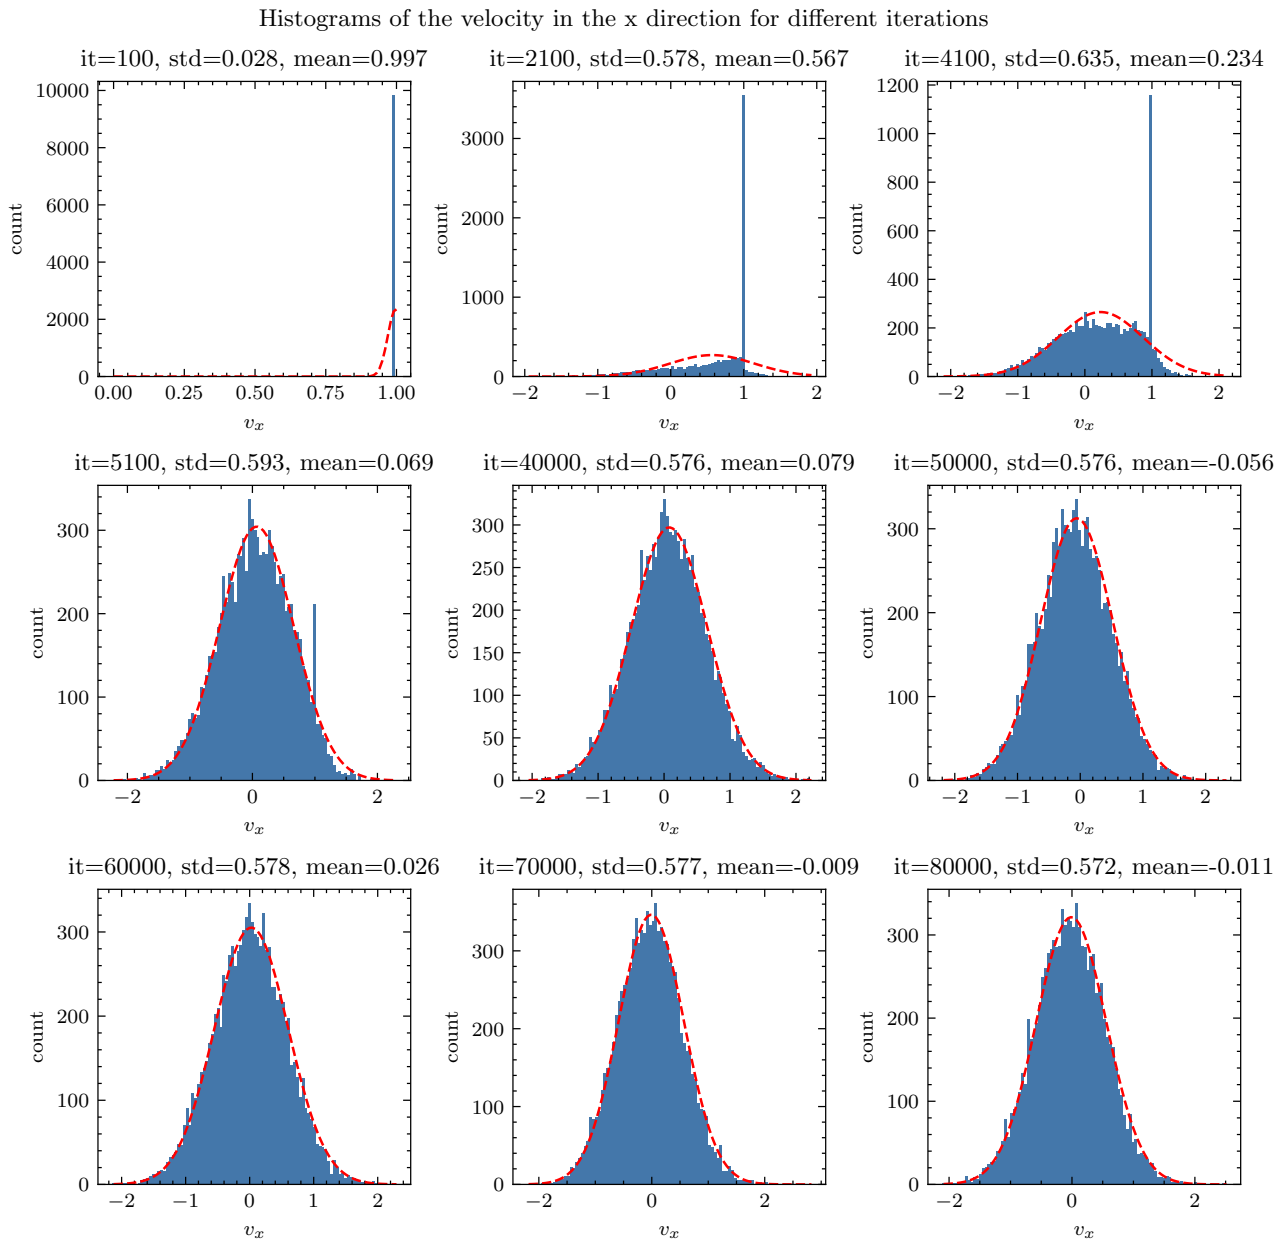 Histograms of the velocity in the x direction for different iterations
it=100, std=0.028, mean=0.997
it=2100, std=0.578, mean=0.567
it=4100, std=0.635, mean=0.234
count
10000
8000
6000
4000
2000
0
0.00 0.25 0.50 0.75 1.00
v_x
count
3000
2000
1000
0
−2 −1 0 1 2
v_x
count
1200
1000
800
600
400
200
0
−2 −1 0 1 2
v_x
it=5100, std=0.593, mean=0.069
it=40000, std=0.576, mean=0.079
it=50000, std=0.576, mean=-0.056
count
300
200
100
0
−2 0 2
v_x
count
300
250
200
150
100
50
0
−2 −1 0 1 2
v_x
count
300
200
100
0
−2 −1 0 1 2
v_x
it=60000, std=0.578, mean=0.026
it=70000, std=0.577, mean=-0.009
it=80000, std=0.572, mean=-0.011
count
300
200
100
0
−2 −1 0 1 2
v_x
count
300
200
100
0
−2 0 2
v_x
count
300
200
100
0
−2 0 2
v_x